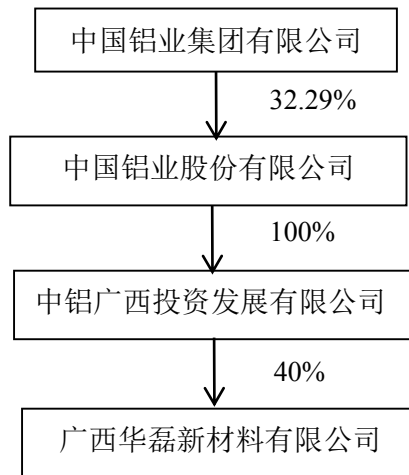 中国铝业集团有限公司
32.29%
中国铝业股份有限公司
100%
中铝广西投资发展有限公司
40%
广西华磊新材料有限公司